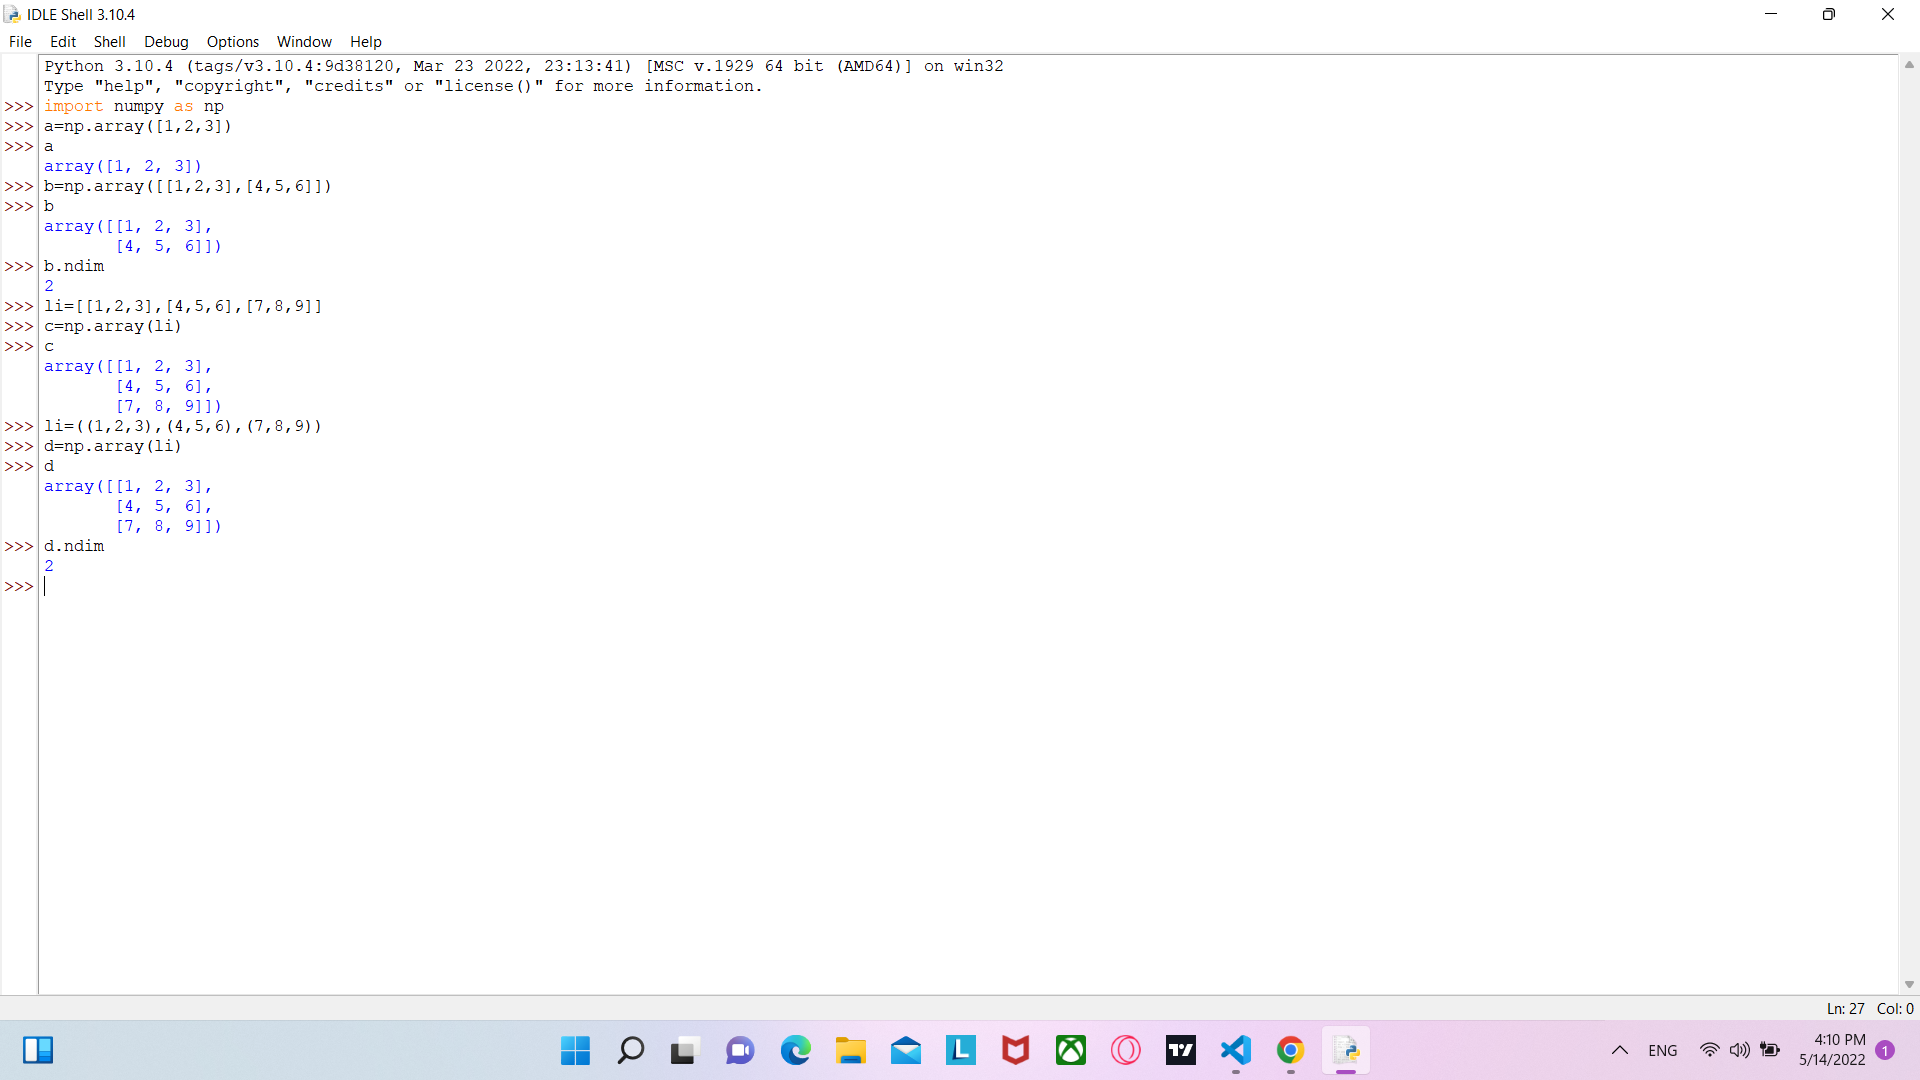 IDLE Shell 3.10.4
File Edit Shell Debug Options Window Help
Python 3.10.4 (tags/v3.10.4:9d38120, Mar 23 2022, 23:13:41) [MSC v.1929 64 bit (AMD64)] on win32
Type "help", "copyright", "credits" or "license()" for more information.
>>> import numpy as np
>>> a=np.array([1,2,3])
>>> a
array([1, 2, 3])
>>> b=np.array([[1,2,3],[4,5,6]])
>>> b
array([[1, 2, 3],
       [4, 5, 6]])
>>> b.ndim
2
>>> li=[[1,2,3],[4,5,6],[7,8,9]]
>>> c=np.array(li)
>>> c
array([[1, 2, 3],
       [4, 5, 6],
       [7, 8, 9]])
>>> li=((1,2,3),(4,5,6),(7,8,9))
>>> d=np.array(li)
>>> d
array([[1, 2, 3],
       [4, 5, 6],
       [7, 8, 9]])
>>> d.ndim
2
>>>
Ln: 27 Col: 0
L
ENG
4:10 PM
5/14/2022
1